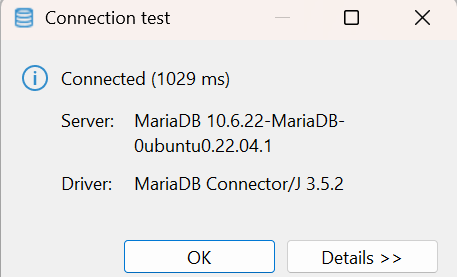 Connection test
Connected (1029 ms)
Server: MariaDB 10.6.22-MariaDB-
0ubuntu0.22.04.1
Driver: MariaDB Connector/J 3.5.2
OK Details >>